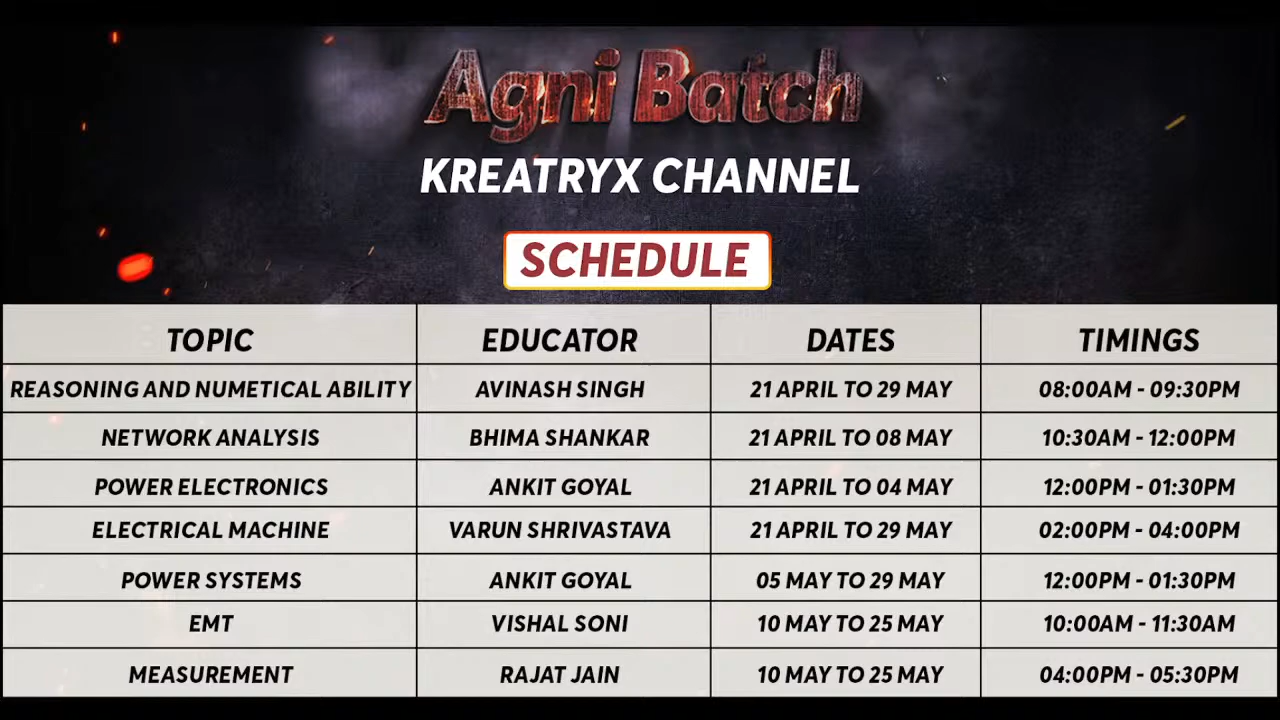 Agni Batch
KREATRYX CHANNEL
SCHEDULE
TOPIC EDUCATOR DATES TIMINGS
REASONING AND NUMETICAL ABILITY AVINASH SINGH 21 APRIL TO 29 MAY 08:00AM - 09:30PM
NETWORK ANALYSIS BHIMA SHANKAR 21 APRIL TO 08 MAY 10:30AM - 12:00PM
POWER ELECTRONICS ANKIT GOYAL 21 APRIL TO 04 MAY 12:00PM - 01:30PM
ELECTRICAL MACHINE VARUN SHRIVASTAVA 21 APRIL TO 29 MAY 02:00PM - 04:00PM
POWER SYSTEMS ANKIT GOYAL 05 MAY TO 29 MAY 12:00PM - 01:30PM
EMT VISHAL SONI 10 MAY TO 25 MAY 10:00AM - 11:30AM
MEASUREMENT RAJAT JAIN 10 MAY TO 25 MAY 04:00PM - 05:30PM